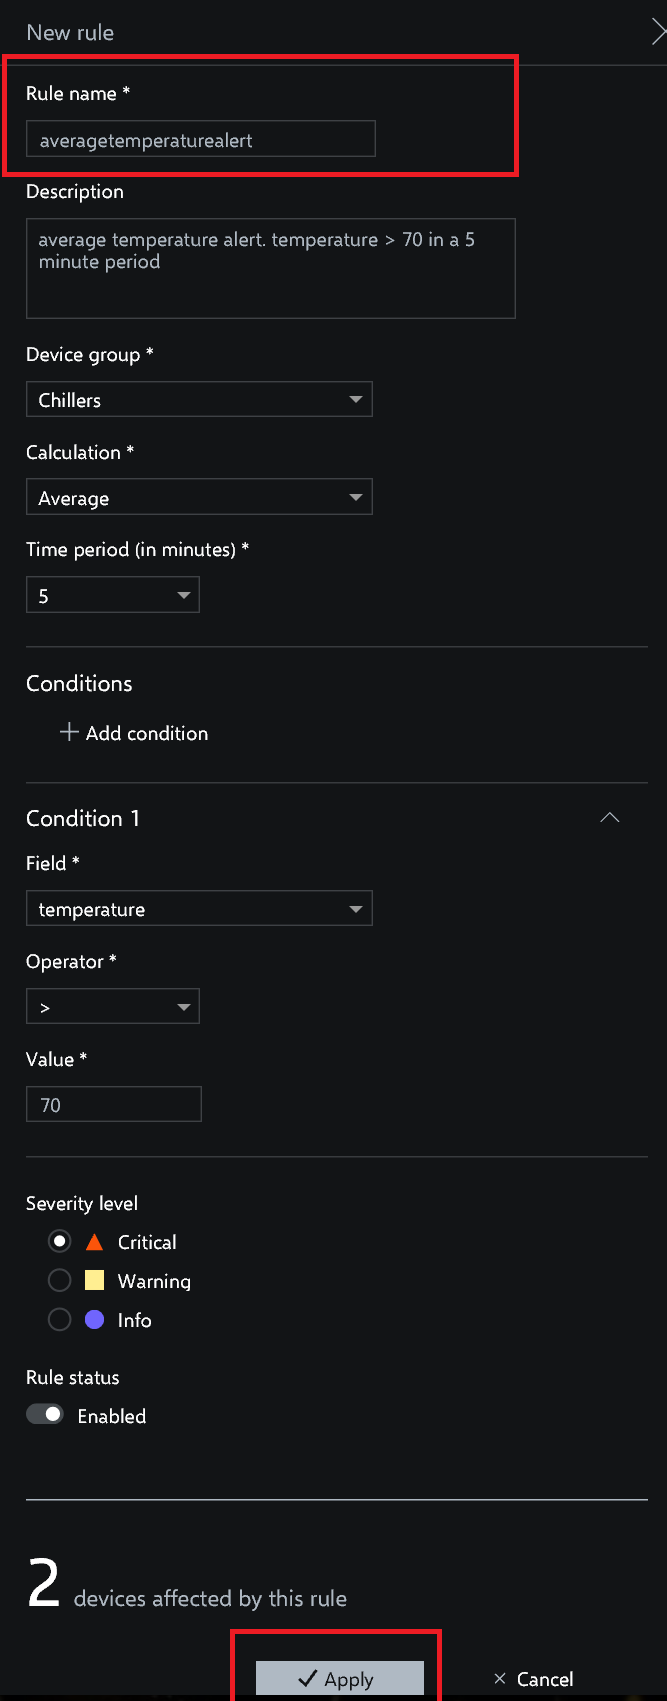 New rule
Rule name *
averagetemperaturealert
Description
average temperature alert. temperature > 70 in a 5
minute period
Device group *
Chillers
Calculation *
Average
Time period (in minutes) *
5
Conditions
Add condition
Condition 1
Field *
temperature
Operator *
>
Value *
70
Severity level
Critical
Warning
Info
Rule status
Enabled
2 devices affected by this rule
Apply
Cancel